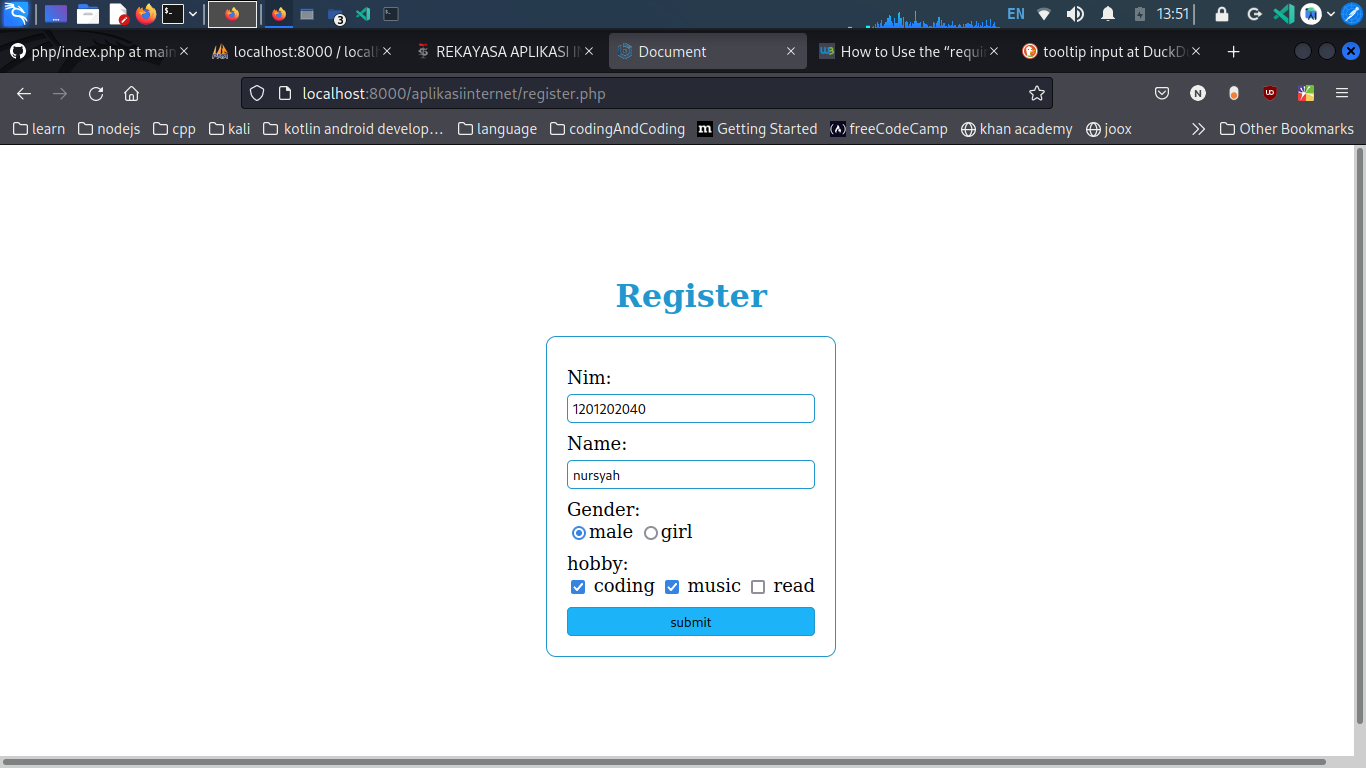 3 EN 13:51
php/index.php at main localhost:8000 / local REKAYASA APLIKASI IN Document How to Use the “requi tooltip input at DuckD
localhost:8000/aplikasiinternet/register.php N UD
learn nodejs cpp kali kotlin android develop… language codingAndCoding m Getting Started freeCodeCamp khan academy joox Other Bookmarks
Register
Nim:
1201202040
Name:
nursyah
Gender:
male girl
hobby:
coding music read
submit